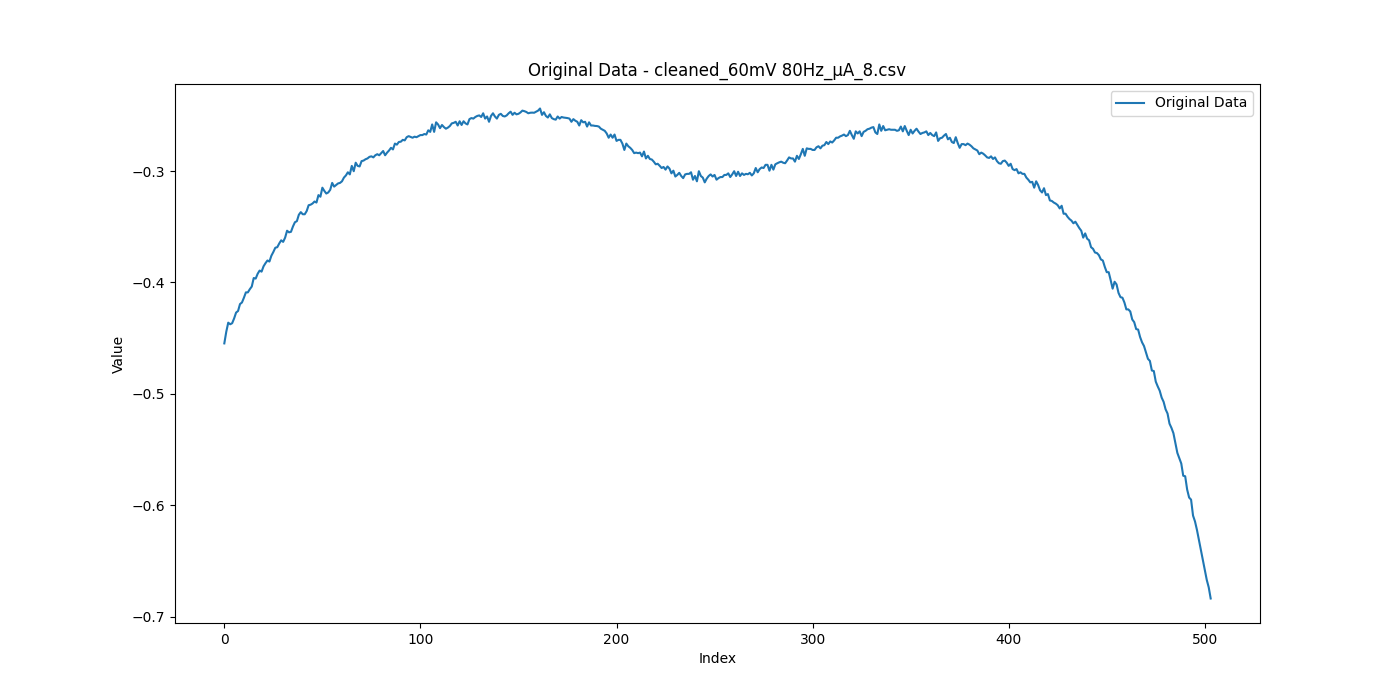 Original Data - cleaned_60mV 80Hz_μA_8.csv
Original Data
Value
−0.3
−0.4
−0.5
−0.6
−0.7
0 100 200 300 400 500
Index